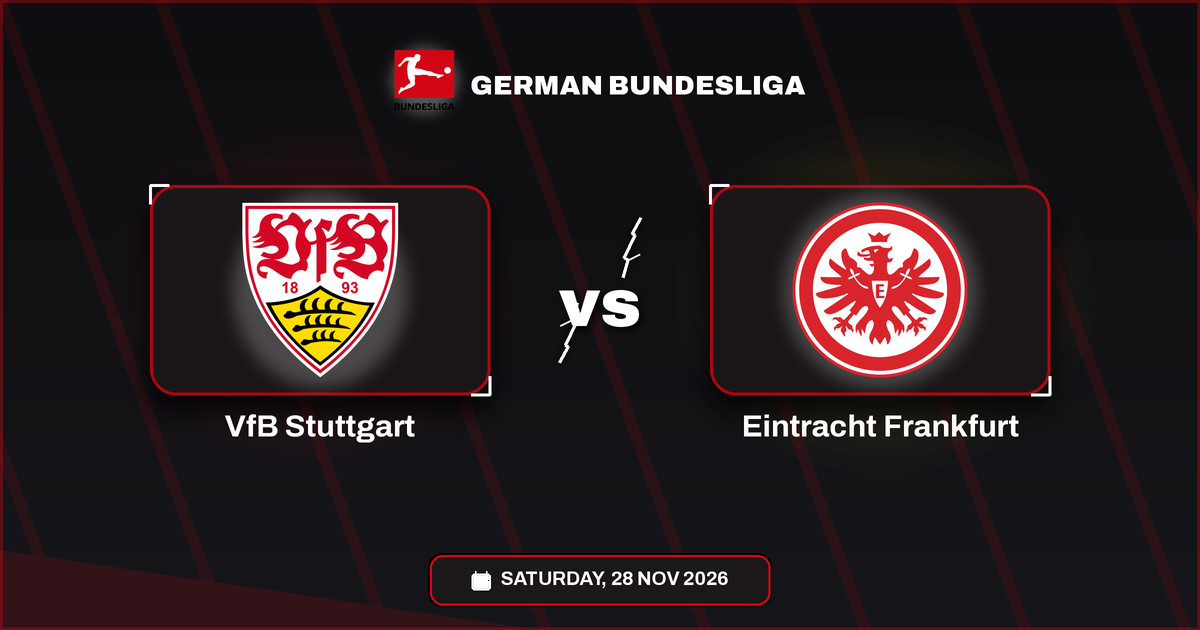 BUNDESLIGA
GERMAN BUNDESLIGA
VfB
18 93
E
VS
VfB Stuttgart
Eintracht Frankfurt
SATURDAY, 28 NOV 2026